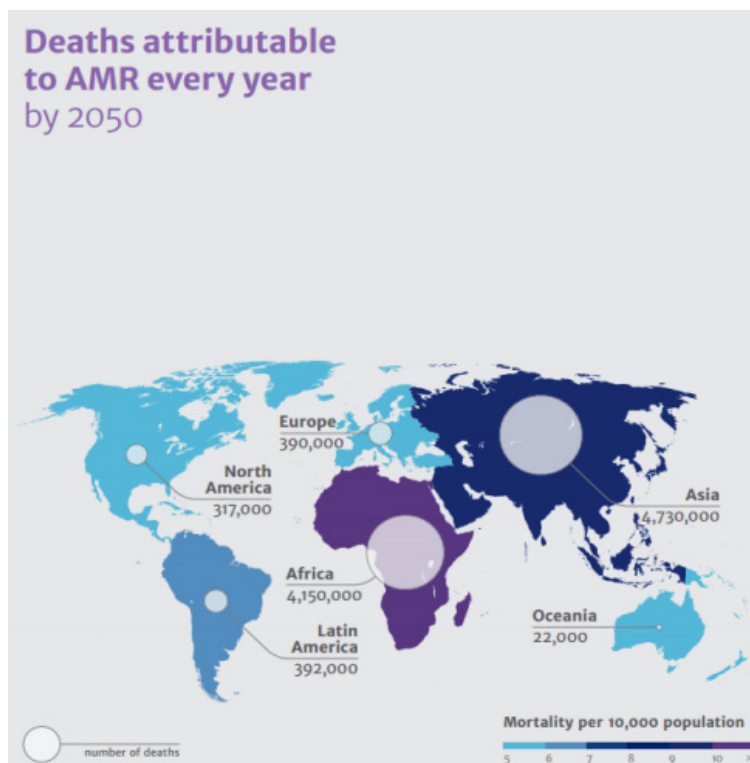 Deaths attributable
to AMR every year
by 2050
Europe
390,000
North
America
317,000
Asia
4,730,000
Africa
4,150,000
Oceania
22,000
Latin
America
392,000
Mortality per 10,000 population
number of deaths
5 6 7 8 9 10